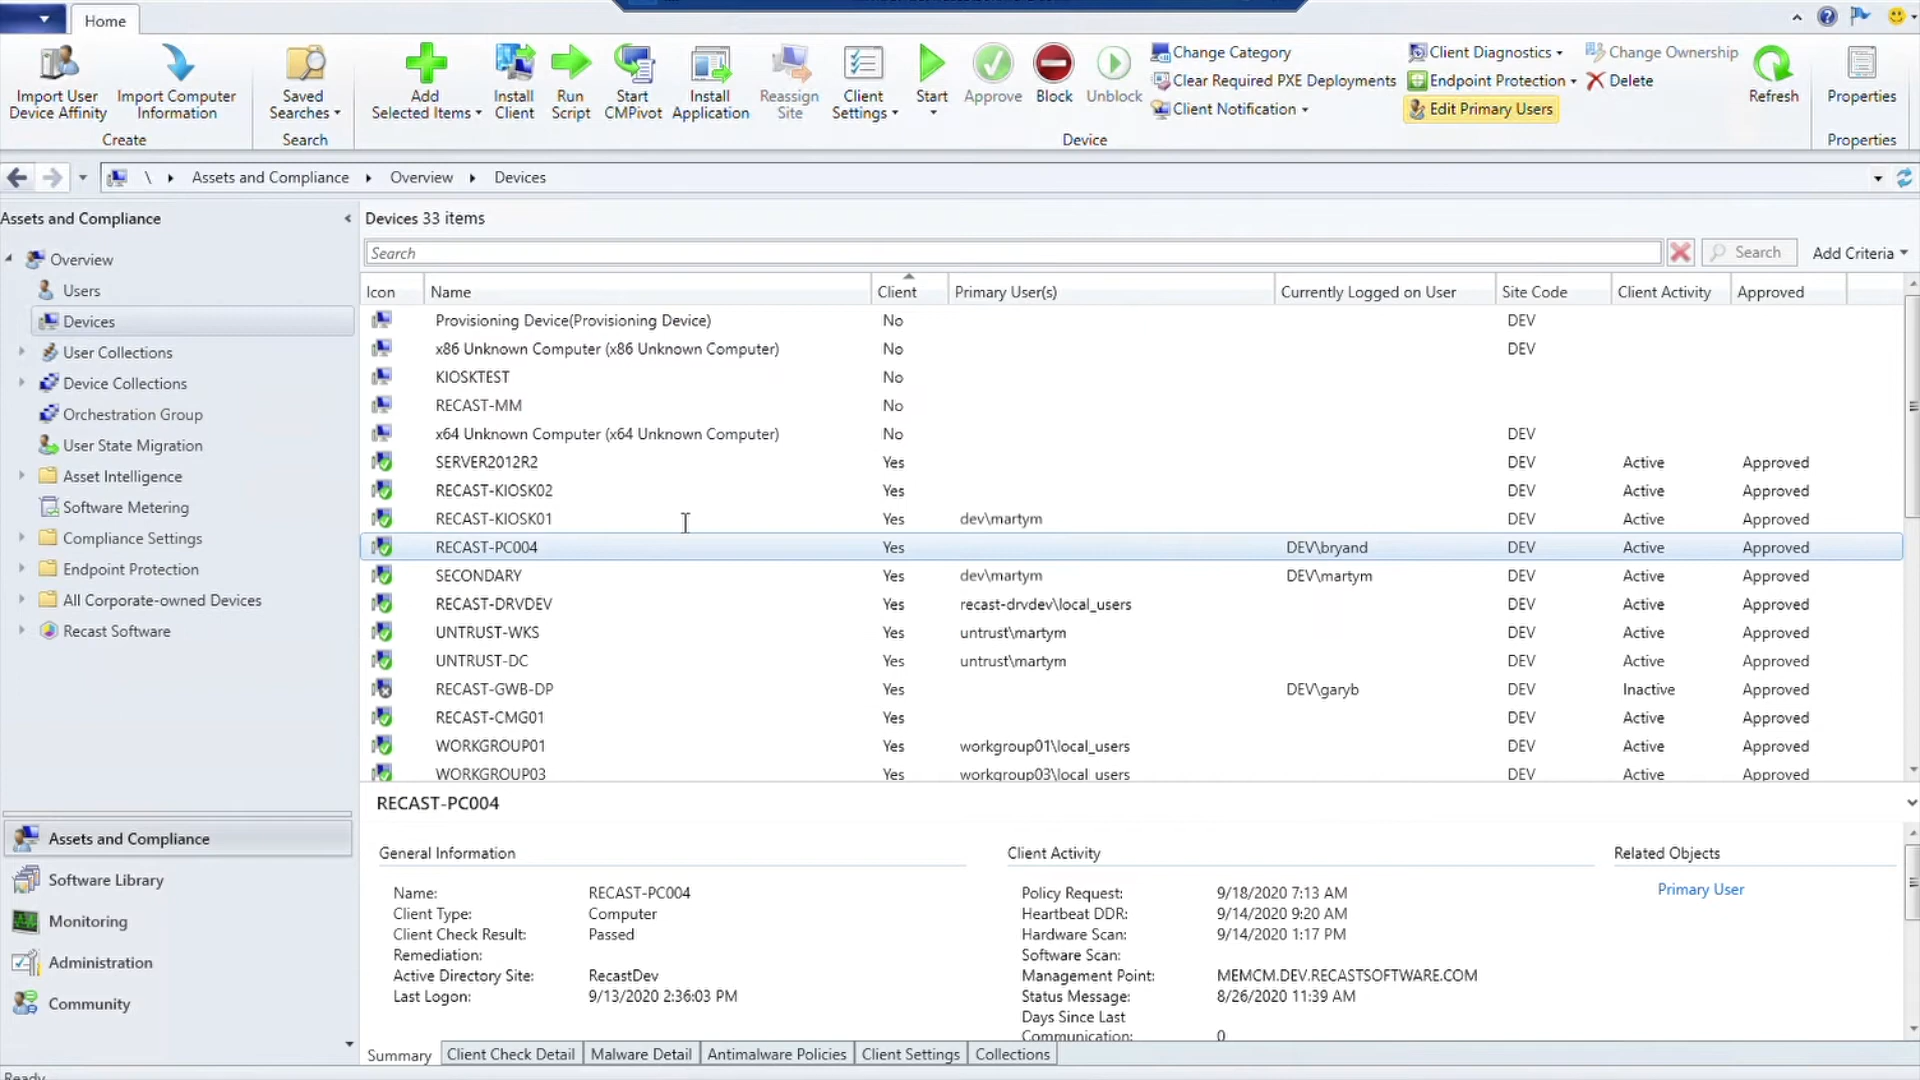 Home
Import User Device Affinity
Import Computer Information
Create
Saved Searches
Search
Add Selected Items
Install Client
Run Script
Start CMPivot
Install Application
Reassign Site
Client Settings
Start
Approve
Block
Unblock
Change Category
Clear Required PXE Deployments
Client Notification
Client Diagnostics
Endpoint Protection
Edit Primary Users
Change Ownership
Delete
Device
Refresh
Properties
Properties
\ Assets and Compliance Overview Devices
Assets and Compliance
Overview
Users
Devices
User Collections
Device Collections
Orchestration Group
User State Migration
Asset Intelligence
Software Metering
Compliance Settings
Endpoint Protection
All Corporate-owned Devices
Recast Software
Assets and Compliance
Software Library
Monitoring
Administration
Community
Devices 33 items
Search Search Add Criteria
Icon Name Client Primary User(s) Currently Logged on User Site Code Client Activity Approved
Provisioning Device(Provisioning Device) No DEV
x86 Unknown Computer (x86 Unknown Computer) No DEV
KIOSKTEST No
RECAST-MM No
x64 Unknown Computer (x64 Unknown Computer) No DEV
SERVER2012R2 Yes DEV Active Approved
RECAST-KIOSK02 Yes DEV Active Approved
RECAST-KIOSK01 Yes dev\martym DEV Active Approved
RECAST-PC004 Yes DEV\bryand DEV Active Approved
SECONDARY Yes dev\martym DEV\martym DEV Active Approved
RECAST-DRVDEV Yes recast-drvdev\local_users DEV Active Approved
UNTRUST-WKS Yes untrust\martym DEV Active Approved
UNTRUST-DC Yes untrust\martym DEV Active Approved
RECAST-GWB-DP Yes DEV\garyb DEV Inactive Approved
RECAST-CMG01 Yes DEV Active Approved
WORKGROUP01 Yes workgroup01\local_users DEV Active Approved
WORKGROUP03 Yes workgroup03\local_users DEV Active Approved
RECAST-PC004
General Information
Name: RECAST-PC004
Client Type: Computer
Client Check Result: Passed
Remediation:
Active Directory Site: RecastDev
Last Logon: 9/13/2020 2:36:03 PM
Client Activity
Policy Request: 9/18/2020 7:13 AM
Heartbeat DDR: 9/14/2020 9:20 AM
Hardware Scan: 9/14/2020 1:17 PM
Software Scan:
Management Point: MEMCM.DEV.RECASTSOFTWARE.COM
Status Message: 8/26/2020 11:39 AM
Days Since Last
Communication: 0
Related Objects
Primary User
Summary Client Check Detail Malware Detail Antimalware Policies Client Settings Collections
Ready